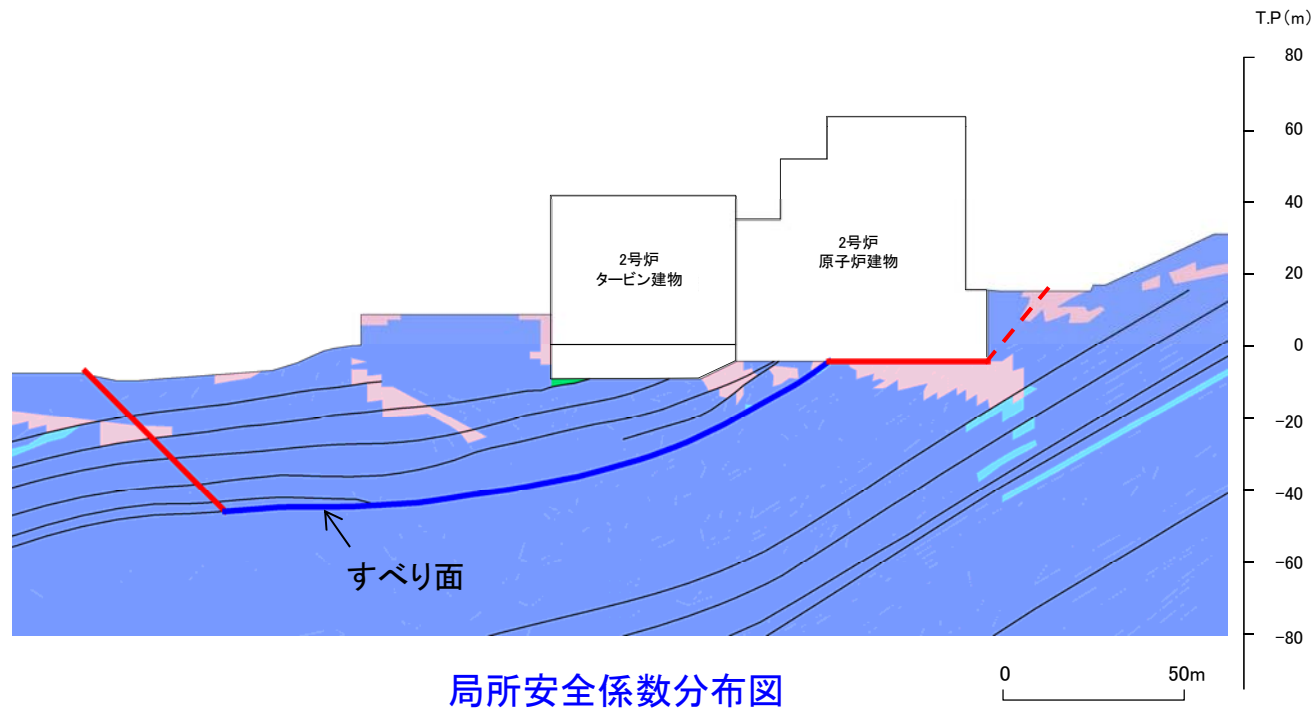 T.P(m)
80
60
40
20
0
-20
-40
-60
-80
2号炉
タービン建物
2号炉
原子炉建物
すべり面
局所安全係数分布図
0 50m